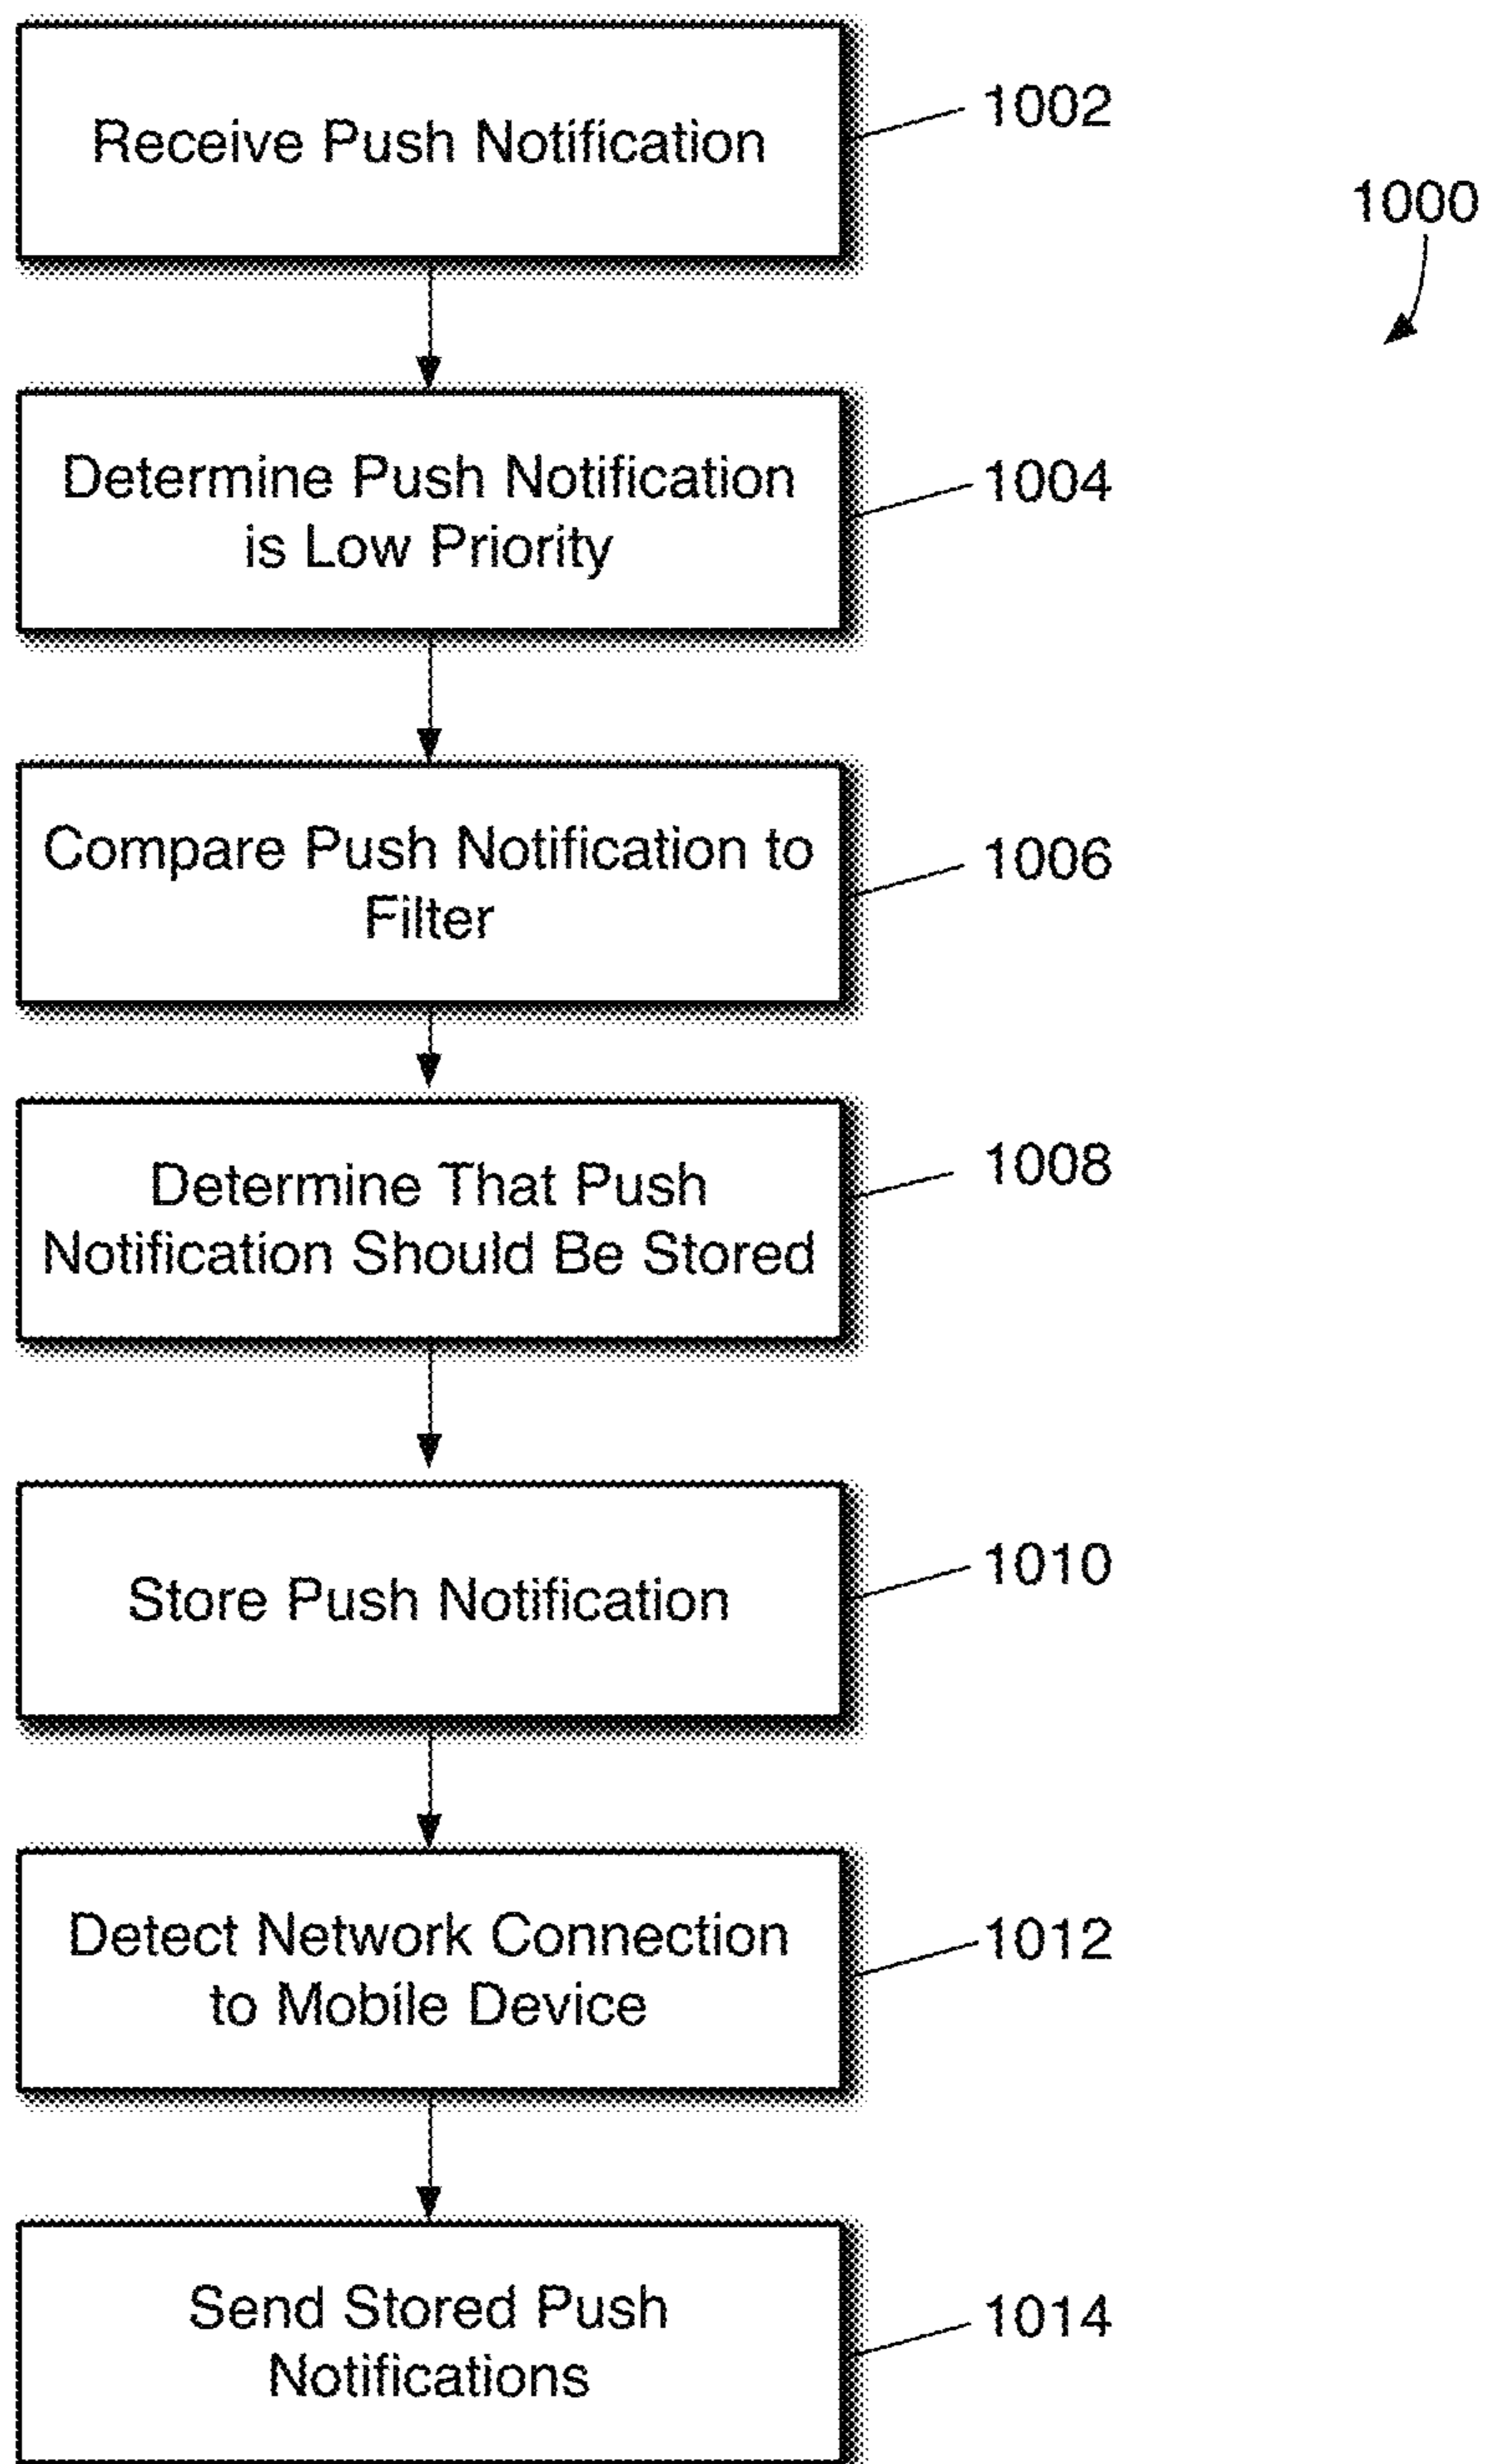 Receive Push Notification
1002
1000
Determine Push Notification
is Low Priority
1004
Compare Push Notification to
Filter
1006
Determine That Push
Notification Should Be Stored
1008
Store Push Notification
1010
Detect Network Connection
to Mobile Device
1012
Send Stored Push
Notifications
1014